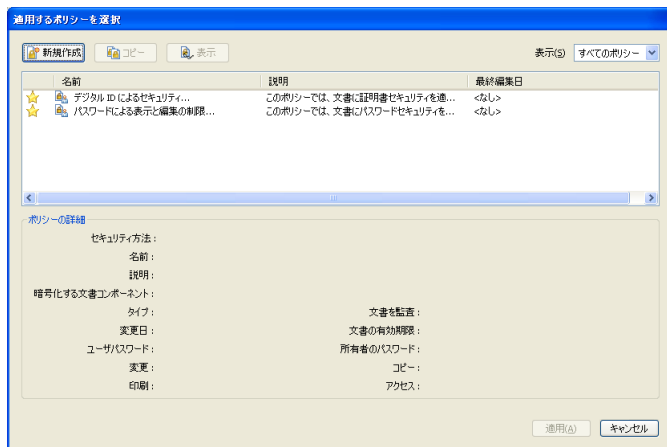 適用するポリシーを選択
新規作成 コピー 表示 表示(S) すべてのポリシー
名前 説明 最終編集日
デジタル ID によるセキュリティ... このポリシーでは、文書に証明書セキュリティを適... <なし>
パスワードによる表示と編集の制限... このポリシーでは、文書にパスワードセキュリティを... <なし>
ポリシーの詳細
セキュリティ方法 :
名前 :
説明 :
暗号化する文書コンポーネント :
タイプ : 文書を監査 :
変更日 : 文書の有効期限 :
ユーザパスワード : 所有者のパスワード :
変更 : コピー :
印刷 : アクセス :
適用(A) キャンセル